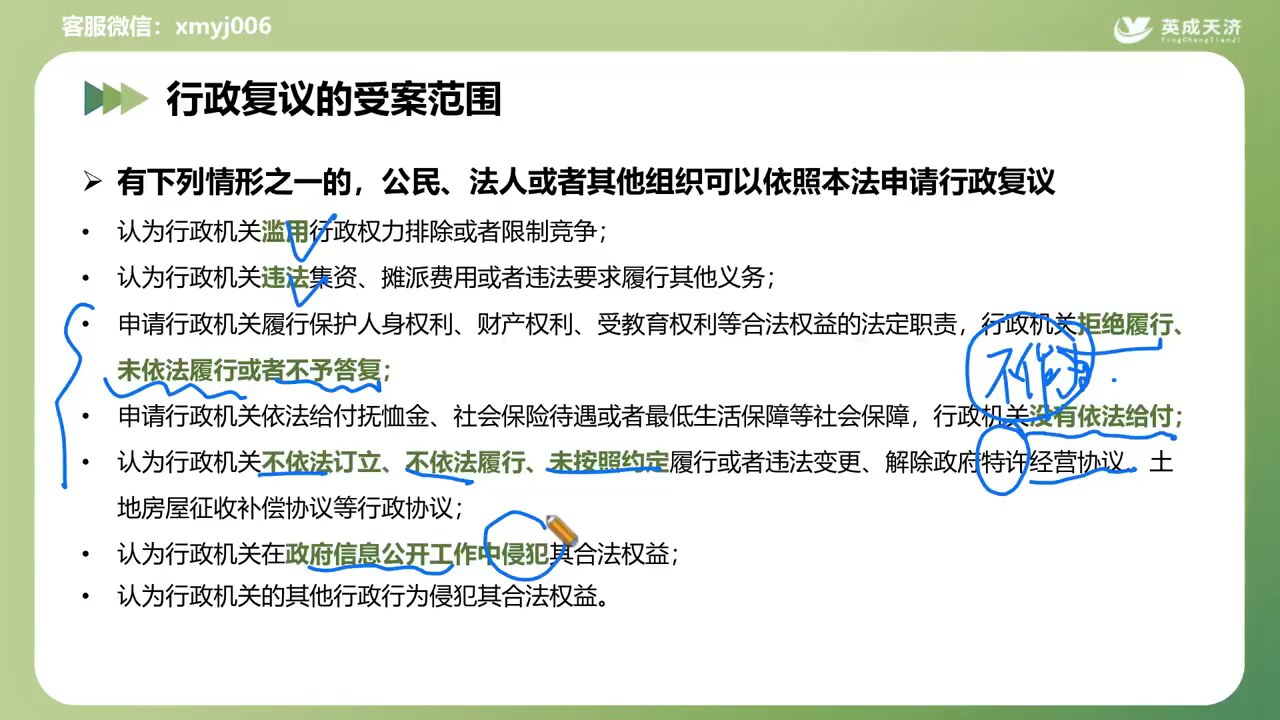 客服微信：xmyj006
英成天济
YingChengTianJi
行政复议的受案范围
有下列情形之一的，公民、法人或者其他组织可以依照本法申请行政复议
认为行政机关滥用行政权力排除或者限制竞争；
认为行政机关违法集资、摊派费用或者违法要求履行其他义务；
申请行政机关履行保护人身权利、财产权利、受教育权利等合法权益的法定职责，行政机关拒绝履行、
未依法履行或者不予答复；
不作为
申请行政机关依法给付抚恤金、社会保险待遇或者最低生活保障等社会保障，行政机关没有依法给付；
认为行政机关不依法订立、不依法履行、未按照约定履行或者违法变更、解除政府特许经营协议、土
地房屋征收补偿协议等行政协议；
认为行政机关在政府信息公开工作中侵犯其合法权益；
认为行政机关的其他行政行为侵犯其合法权益。